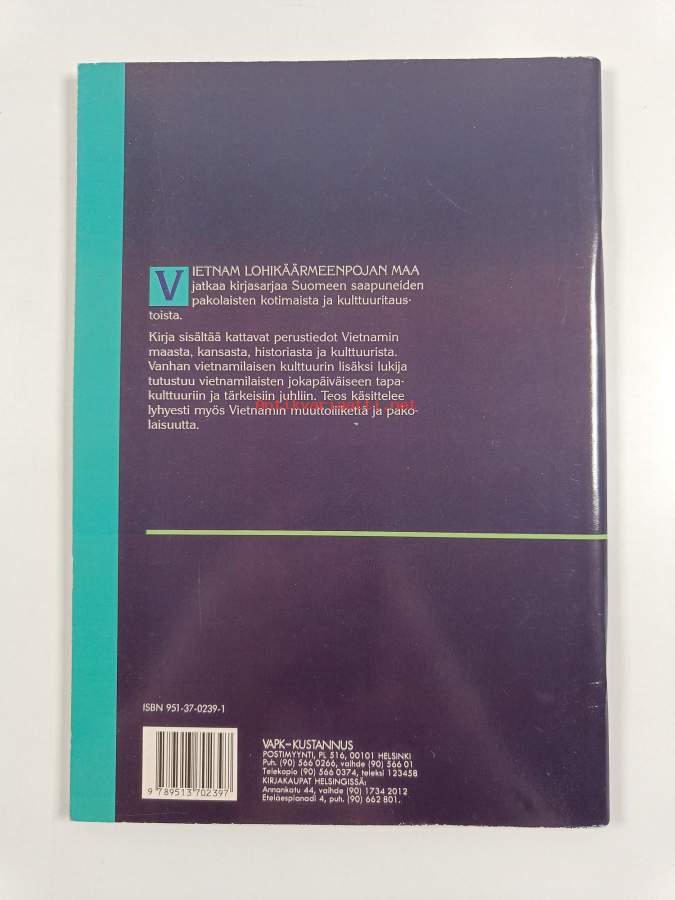 VIETNAM LOHIKÄÄRMEENPOJAN MAA
jatkaa kirjasarjaa Suomeen saapuneiden
pakolaisten kotimaista ja kulttuuritaus-
toista.
Kirja sisältää kattavat perustiedot Vietnamin
maasta, kansasta, historiasta ja kulttuurista.
Vanhan vietnamilaisen kulttuurin lisäksi lukija
tutustuu vietnamilaisten jokapäiväiseen tapa-
kulttuuriin ja tärkeisiin juhliin. Teos käsittelee
lyhyesti myös Vietnamin muuttoliikettä ja pako-
laisuutta.
Antikvariaatti.net
ISBN 951-37-0239-1
9 789513 702397
VAPK-KUSTANNUS
POSTIMYYNTI, PL 516, 00101 HELSINKI
Puh. (90) 566 0266, vaihde (90) 566 01
Telekopio (90) 566 0374, teleksi 123458
KIRJAKAUPAT HELSINGISSÄ:
Annankatu 44, vaihde (90) 1734 2012
Eteläesplanadi 4, puh. (90) 662 801.